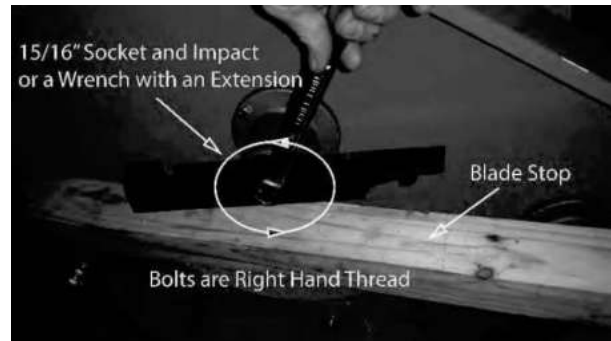 15/16” Socket and Impact
or a Wrench with an Extension
Blade Stop
Bolts are Right Hand Thread